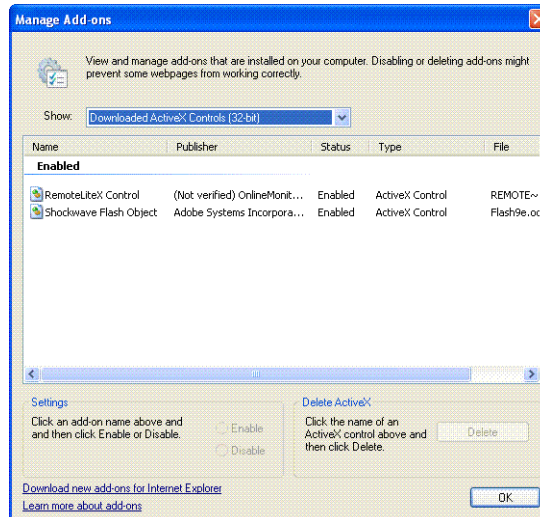 Manage Add-ons
View and manage add-ons that are installed on your computer. Disabling or deleting add-ons might
prevent some webpages from working correctly.
Show: Downloaded ActiveX Controls (32-bit)
Name Publisher Status Type File
Enabled
RemoteLiteX Control (Not verified) OnlineMonit... Enabled ActiveX Control REMOTE~
Shockwave Flash Object Adobe Systems Incorpora... Enabled ActiveX Control Flash9e.oc
Settings
Click an add-on name above and
and then click Enable or Disable.
Enable
Disable
Delete ActiveX
Click the name of an
ActiveX control above and
then click Delete.
Delete
Download new add-ons for Internet Explorer
Learn more about add-ons
OK